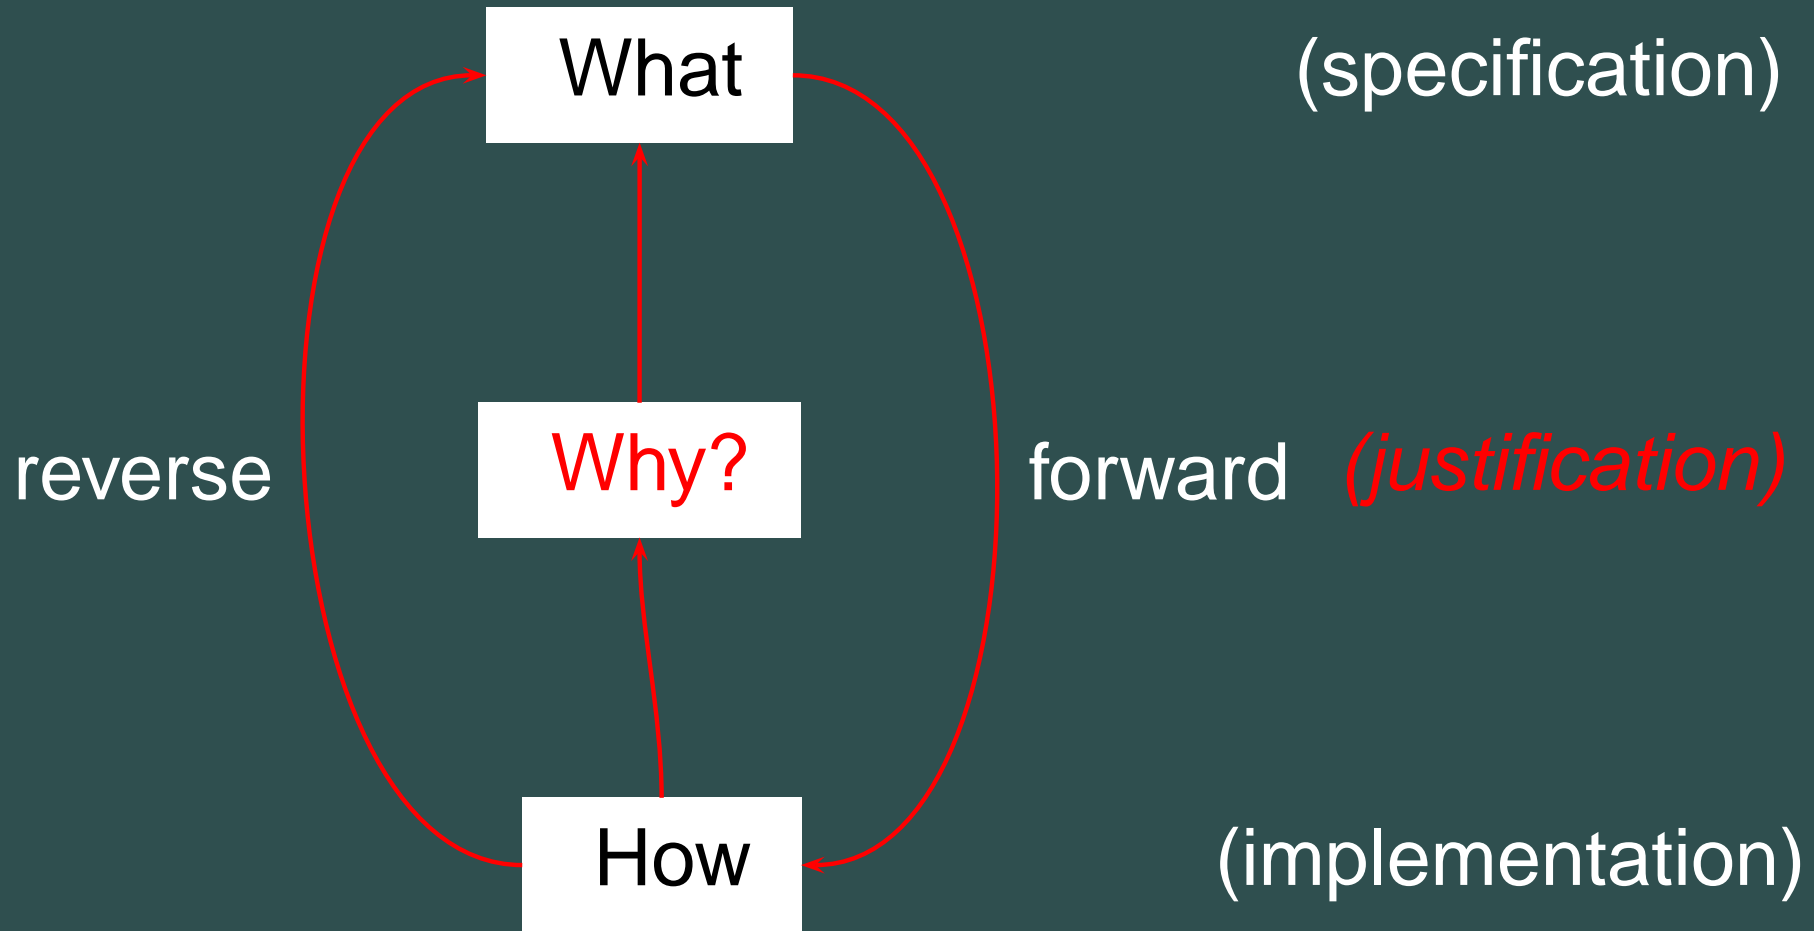 What (specification)
reverse Why? forward (justification)
How (implementation)